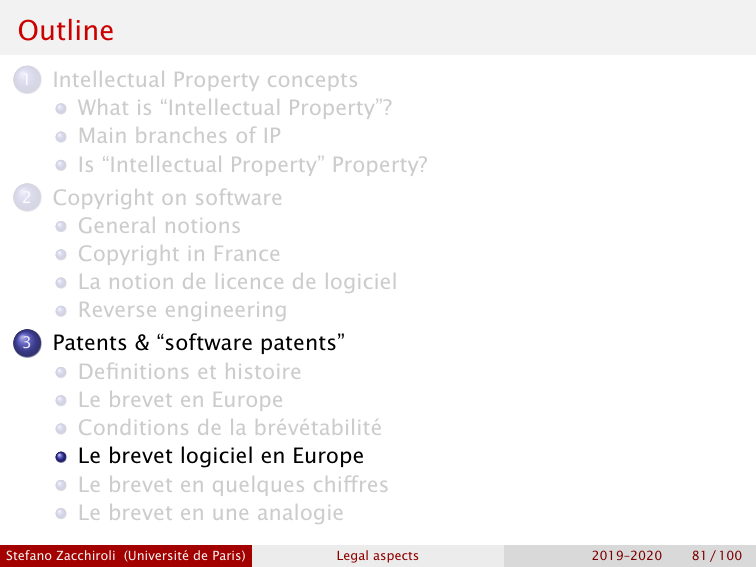 Outline
1 Intellectual Property concepts
What is “Intellectual Property”?
Main branches of IP
Is “Intellectual Property” Property?
2 Copyright on software
General notions
Copyright in France
La notion de licence de logiciel
Reverse engineering
3 Patents & “software patents”
Definitions et histoire
Le brevet en Europe
Conditions de la brévétabilité
Le brevet logiciel en Europe
Le brevet en quelques chiffres
Le brevet en une analogie
Stefano Zacchiroli (Université de Paris) Legal aspects 2019–2020 81 / 100